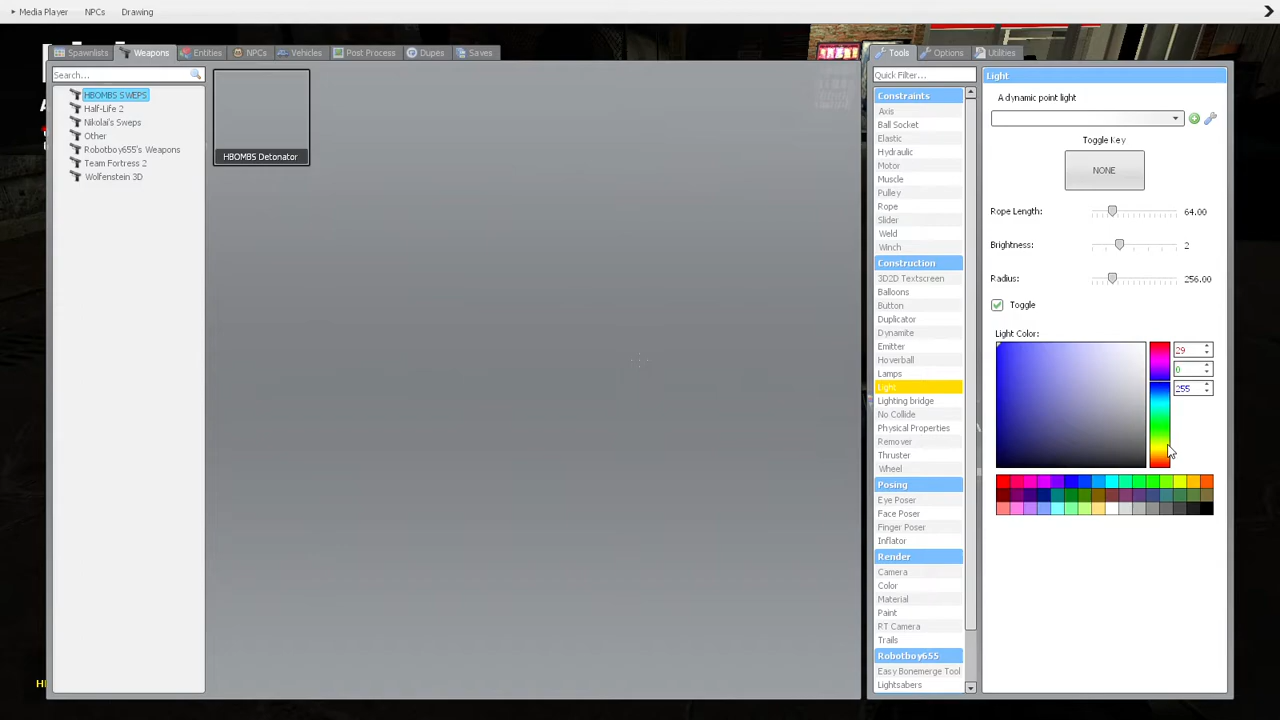 Media Player NPCs Drawing
Spawnlists Weapons Entities NPCs Vehicles Post Process Dupes Saves
Search...
HBOMBS SWEPS
Half-Life 2
Nikolai's Sweps
Other
Robotboy655's Weapons
Team Fortress 2
Wolfenstein 3D
HBOMBS Detonator
Tools Options Utilities
Quick Filter...
Constraints
Axis
Ball Socket
Elastic
Hydraulic
Motor
Muscle
Pulley
Rope
Slider
Weld
Winch
Construction
3D2D Textscreen
Balloons
Button
Duplicator
Dynamite
Emitter
Hoverball
Lamps
Light
Lighting bridge
No Collide
Physical Properties
Remover
Thruster
Wheel
Posing
Eye Poser
Face Poser
Finger Poser
Inflator
Render
Camera
Color
Material
Paint
RT Camera
Trails
Robotboy655
Easy Bonemerge Tool
Lightsabers
Light
A dynamic point light
Toggle Key
NONE
Rope Length: 64.00
Brightness: 2
Radius: 256.00
Toggle
Light Color:
29
0
255